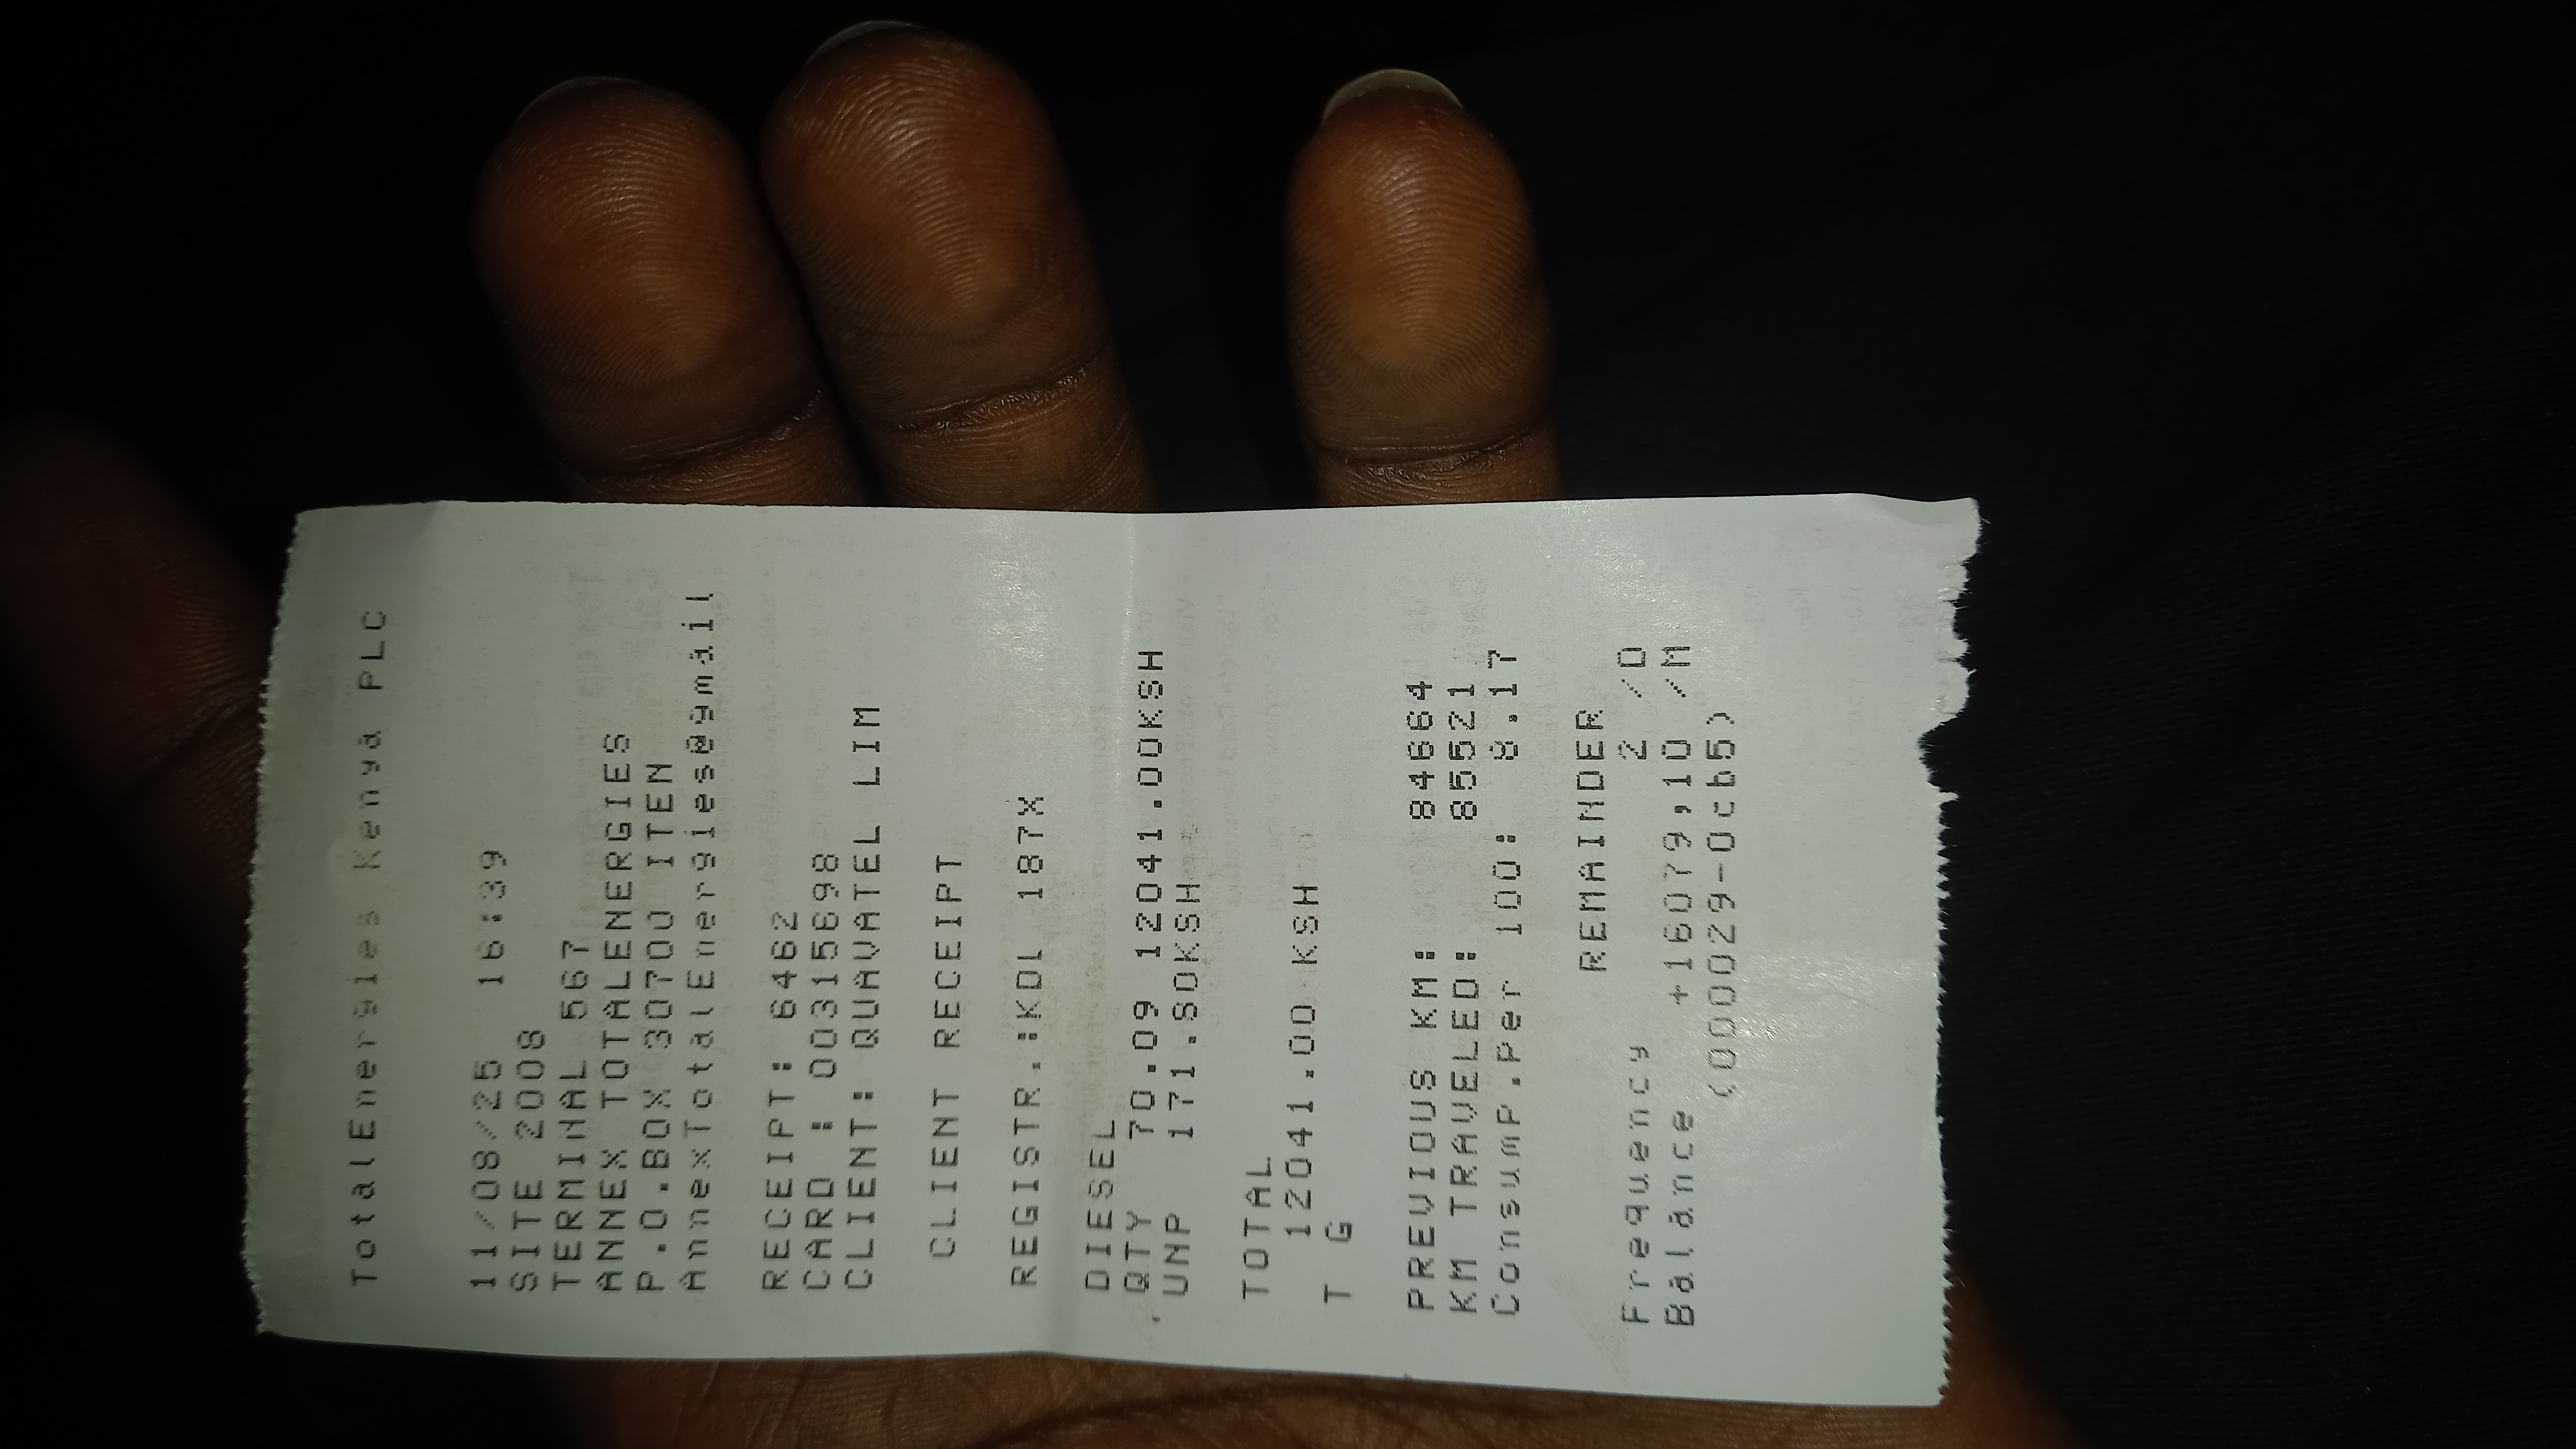 TotalEnergies Kenya PLC
11/08/25 16:39
SITE 2008
TERMINAL 567
ANNEX TOTALENERGIES
P.O.BOX 30700 ITEN
AnnexTotalEnergies@gmail
RECEIPT: 6462
CARD : 00315698
CLIENT: QUAVATEL LIM
CLIENT RECEIPT
REGISTR.:KDL 187X
DIESEL
QTY 70.09 12041.00KSH
UNP 171.80KSH
TOTAL
12041.00 KSH
T G
PREVIOUS KM: 84664
KM TRAVELED: 85521
Consump.Per 100: 8.17
REMAINDER
Frequency 2 /D
Balance +16079,10 /M
(000029-0cb5)